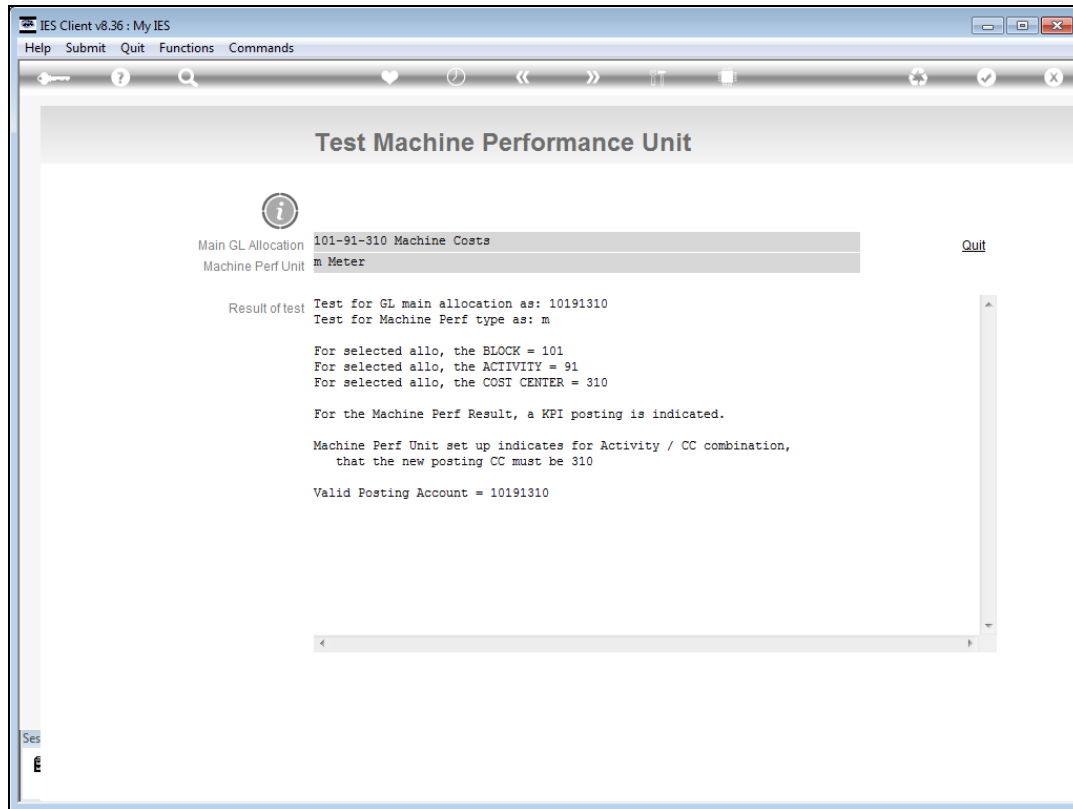 IES Client v8.36 : My IES
Help Submit Quit Functions Commands
Test Machine Performance Unit
Main GL Allocation 101-91-310 Machine Costs Quit
Machine Perf Unit m Meter
Result of test Test for GL main allocation as: 10191310
Test for Machine Perf type as: m
For selected allo, the BLOCK = 101
For selected allo, the ACTIVITY = 91
For selected allo, the COST CENTER = 310
For the Machine Perf Result, a KPI posting is indicated.
Machine Perf Unit set up indicates for Activity / CC combination,
that the new posting CC must be 310
Valid Posting Account = 10191310
Ses